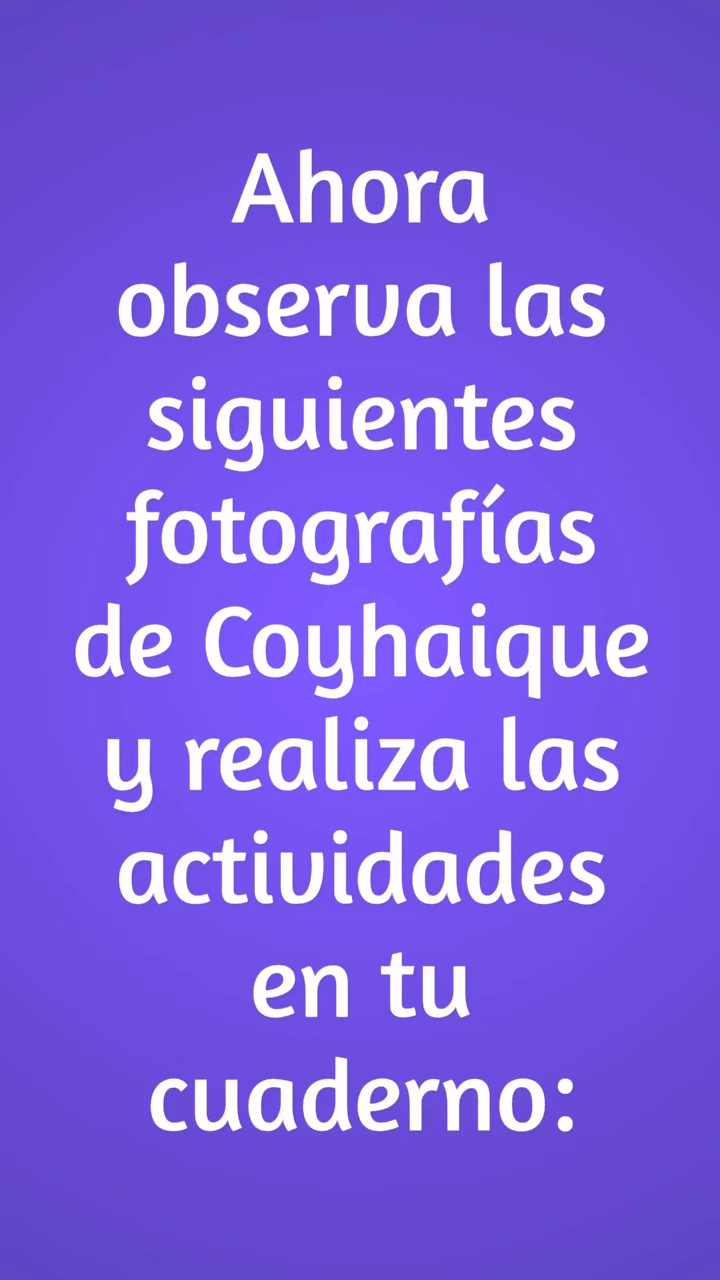 Ahora
observa las
siguientes
fotografías
de Coyhaique
y realiza las
actividades
en tu
cuaderno: